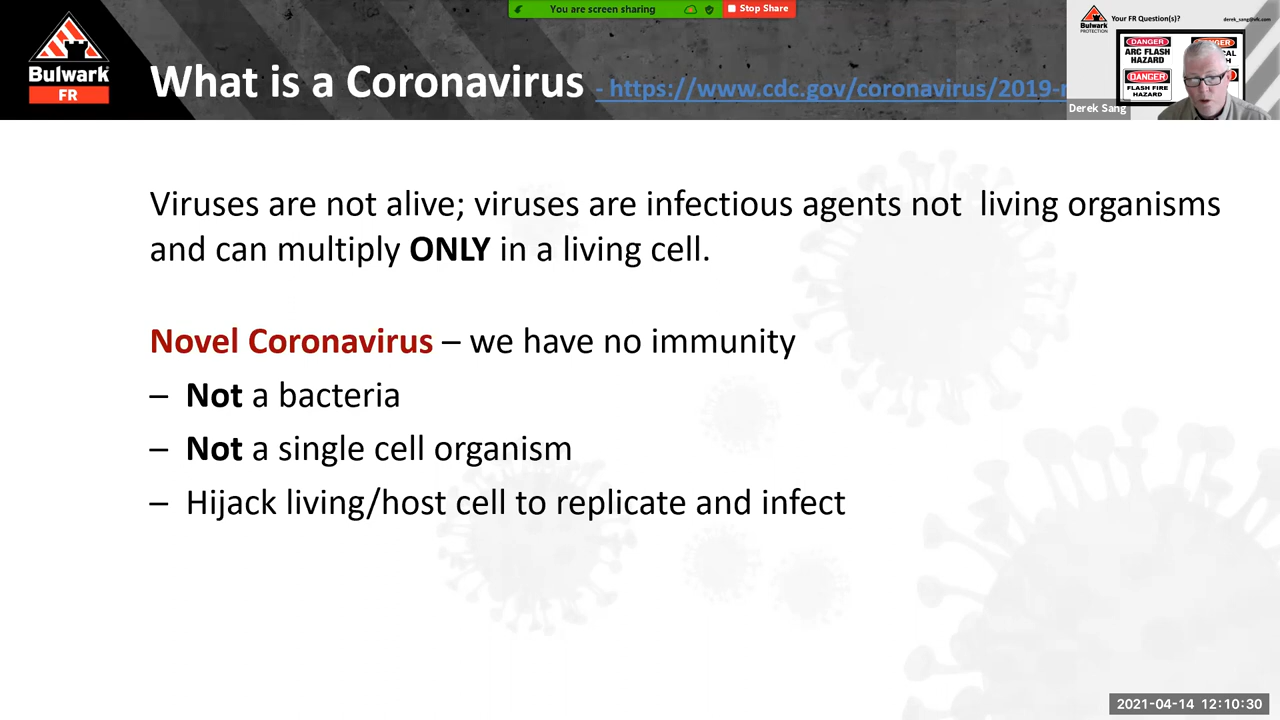 You are screen sharing
Stop Share
Bulwark
FR
What is a Coronavirus - https://www.cdc.gov/coronavirus/2019-
Bulwark
PROTECTION
Your FR Question(s)?
DANGER
ARC FLASH
HAZARD
DANGER
FLASH FIRE
HAZARD
Derek Sang
Viruses are not alive; viruses are infectious agents not living organisms
and can multiply ONLY in a living cell.
Novel Coronavirus – we have no immunity
– Not a bacteria
– Not a single cell organism
– Hijack living/host cell to replicate and infect
2021-04-14 12:10:30